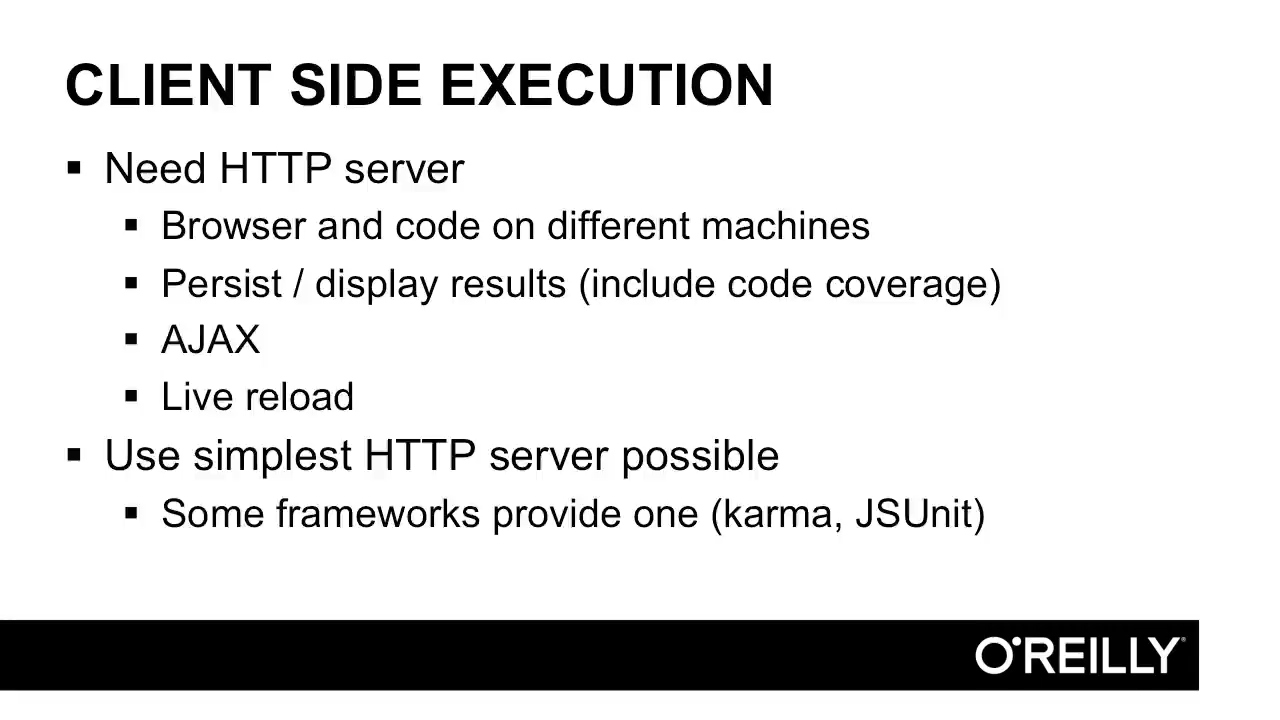 CLIENT SIDE EXECUTION
▪ Need HTTP server
▪ Browser and code on different machines
▪ Persist / display results (include code coverage)
▪ AJAX
▪ Live reload
▪ Use simplest HTTP server possible
▪ Some frameworks provide one (karma, JSUnit)
O'REILLY®